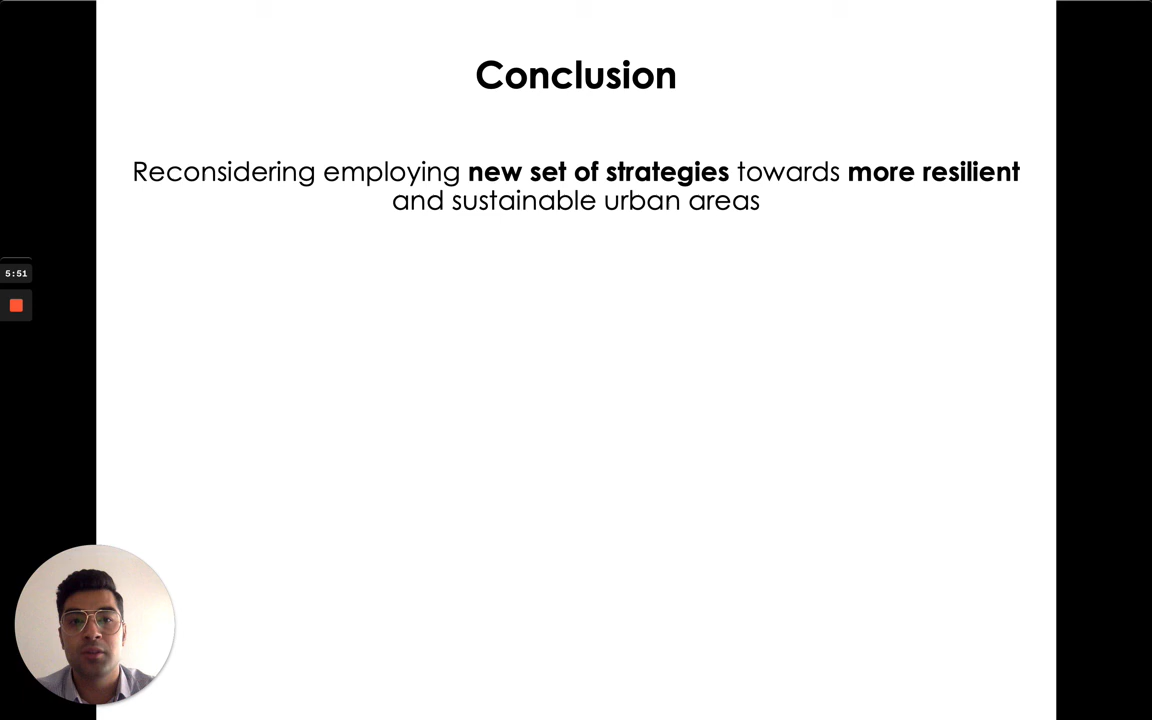 Conclusion
Reconsidering employing new set of strategies towards more resilient
and sustainable urban areas
5:51